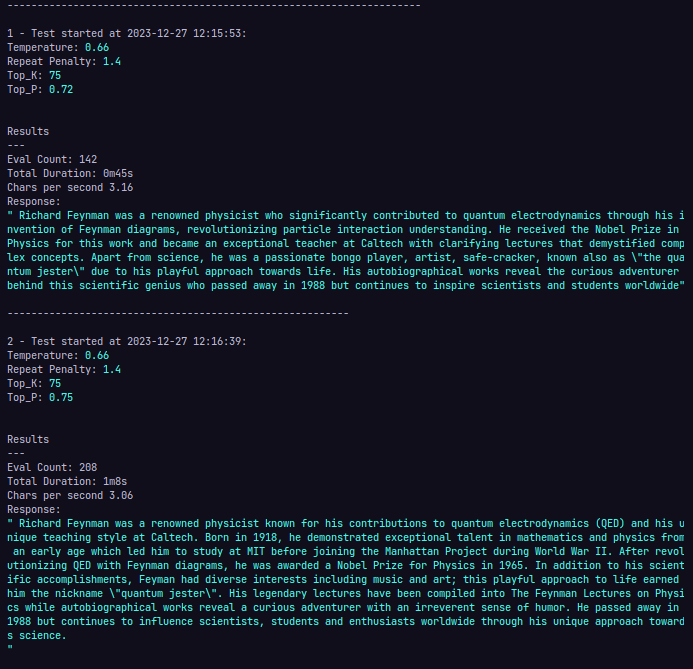 ---------------------------------------------------------------------
1 - Test started at 2023-12-27 12:15:53:
Temperature: 0.66
Repeat Penalty: 1.4
Top_K: 75
Top_P: 0.72
Results
---
Eval Count: 142
Total Duration: 0m45s
Chars per second 3.16
Response:
" Richard Feynman was a renowned physicist who significantly contributed to quantum electrodynamics through his i
nvention of Feynman diagrams, revolutionizing particle interaction understanding. He received the Nobel Prize in
Physics for this work and became an exceptional teacher at Caltech with clarifying lectures that demystified comp
lex concepts. Apart from science, he was a passionate bongo player, artist, safe-cracker, known also as \"the qua
ntum jester\" due to his playful approach towards life. His autobiographical works reveal the curious adventurer
behind this scientific genius who passed away in 1988 but continues to inspire scientists and students worldwide"
---------------------------------------------------------
2 - Test started at 2023-12-27 12:16:39:
Temperature: 0.66
Repeat Penalty: 1.4
Top_K: 75
Top_P: 0.75
Results
---
Eval Count: 208
Total Duration: 1m8s
Chars per second 3.06
Response:
" Richard Feynman was a renowned physicist known for his contributions to quantum electrodynamics (QED) and his u
nique teaching style at Caltech. Born in 1918, he demonstrated exceptional talent in mathematics and physics from
 an early age which led him to study at MIT before joining the Manhattan Project during World War II. After revol
utionizing QED with Feynman diagrams, he was awarded a Nobel Prize for Physics in 1965. In addition to his scient
ific accomplishments, Feyman had diverse interests including music and art; this playful approach to life earned
him the nickname \"quantum jester\". His legendary lectures have been compiled into The Feynman Lectures on Physi
cs while autobiographical works reveal a curious adventurer with an irreverent sense of humor. He passed away in
1988 but continues to influence scientists, students and enthusiasts worldwide through his unique approach toward
s science.
"